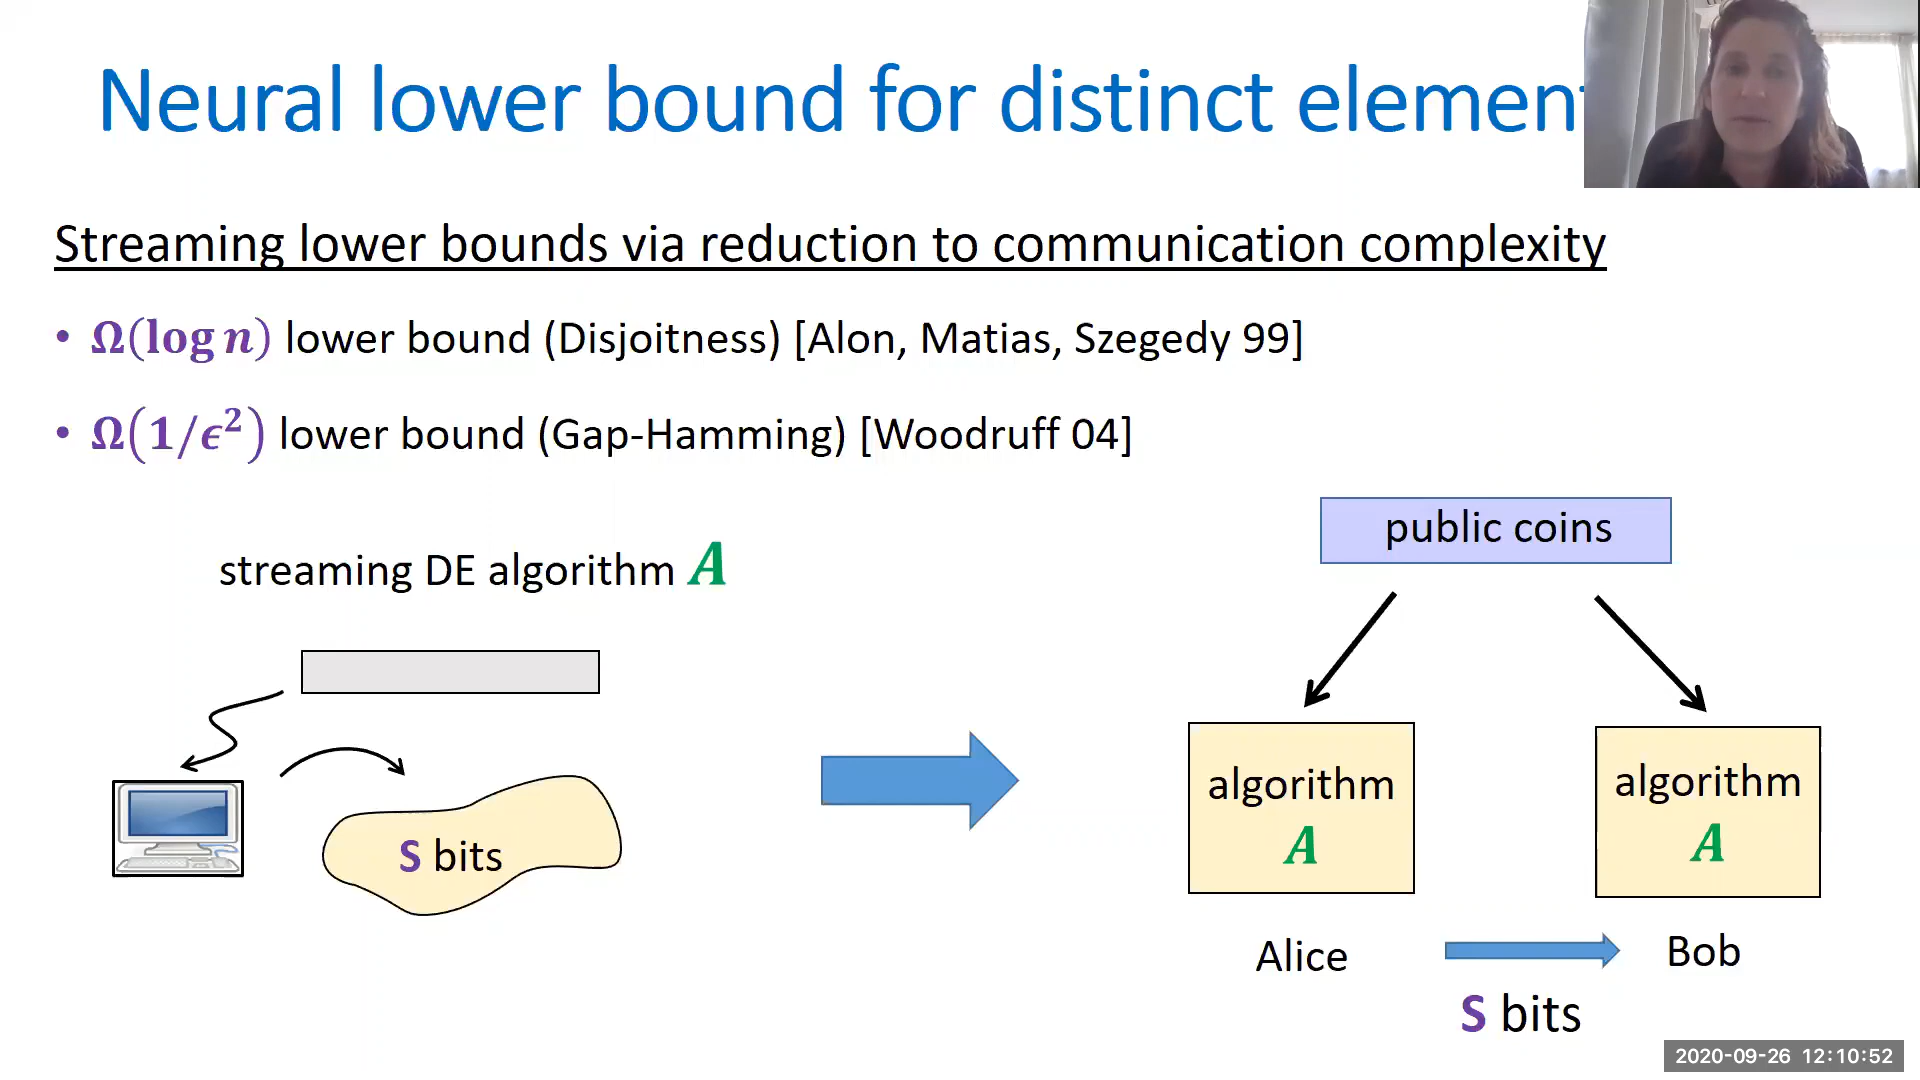 Neural lower bound for distinct elemen
Streaming lower bounds via reduction to communication complexity
• Ω(log n) lower bound (Disjoitness) [Alon, Matias, Szegedy 99]
• Ω(1/ϵ²) lower bound (Gap-Hamming) [Woodruff 04]
public coins
streaming DE algorithm A
algorithm
A
algorithm
A
S bits
Alice
Bob
S bits
2020-09-26 12:10:52